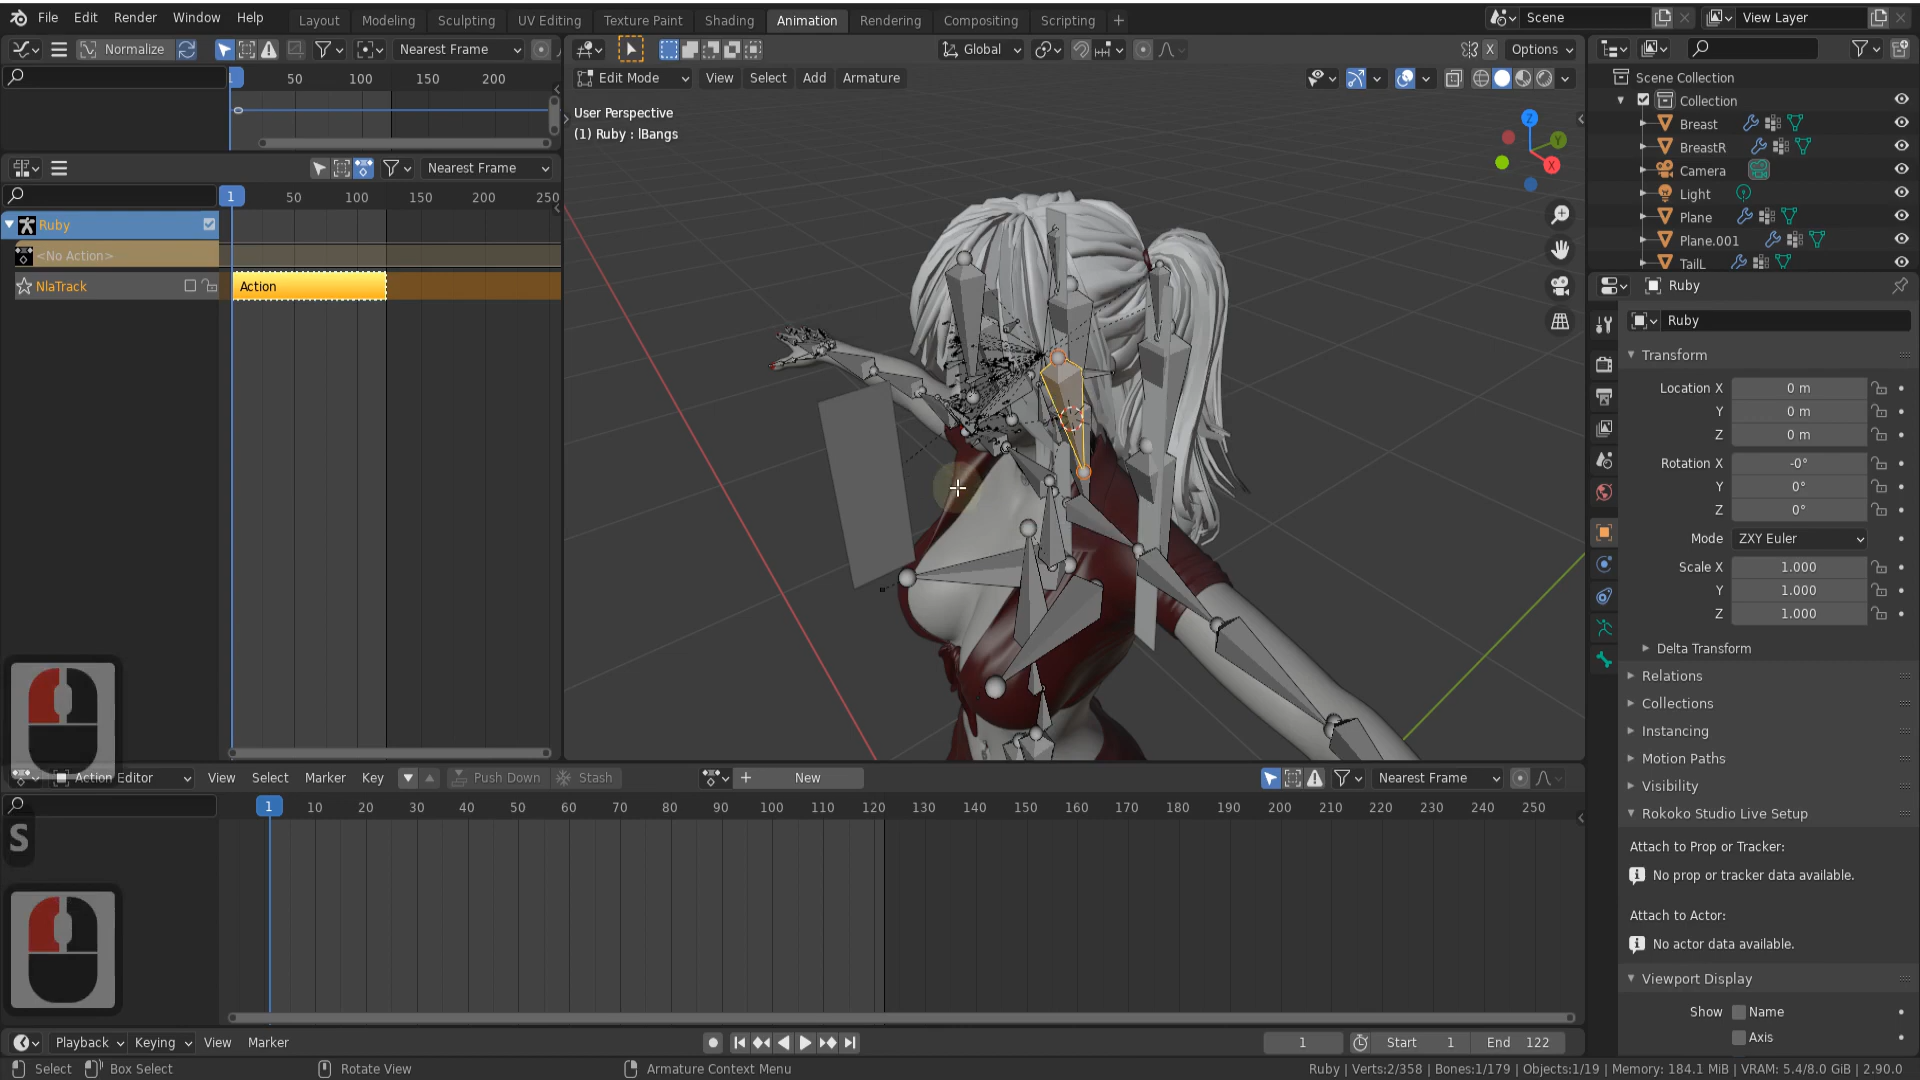 File Edit Render Window Help Layout Modeling Sculpting UV Editing Texture Paint Shading Animation Rendering Compositing Scripting + Scene View Layer
Normalize Nearest Frame Global X Options
1 50 100 150 200
Edit Mode View Select Add Armature
User Perspective
(1) Ruby : lBangs
Nearest Frame
1 50 100 150 200 250
Ruby
<No Action>
NlaTrack
Action
Z
Y
X
Scene Collection
Collection
Breast
BreastR
Camera
Light
Plane
Plane.001
TailL
Ruby
Ruby
Transform
Location X 0 m
Y 0 m
Z 0 m
Rotation X -0°
Y 0°
Z 0°
Mode ZXY Euler
Scale X 1.000
Y 1.000
Z 1.000
Delta Transform
Relations
Collections
Instancing
Motion Paths
Visibility
Rokoko Studio Live Setup
Attach to Prop or Tracker:
No prop or tracker data available.
Attach to Actor:
No actor data available.
Viewport Display
Show Name
Axis
Action Editor View Select Marker Key Push Down Stash + New Nearest Frame
1 10 20 30 40 50 60 70 80 90 100 110 120 130 140 150 160 170 180 190 200 210 220 230 240 250
S
Playback Keying View Marker 1 Start 1 End 122
Select Box Select Rotate View Armature Context Menu Ruby | Verts:2/358 | Bones:1/179 | Objects:1/19 | Memory: 184.1 MiB | VRAM: 5.4/8.0 GiB | 2.90.0